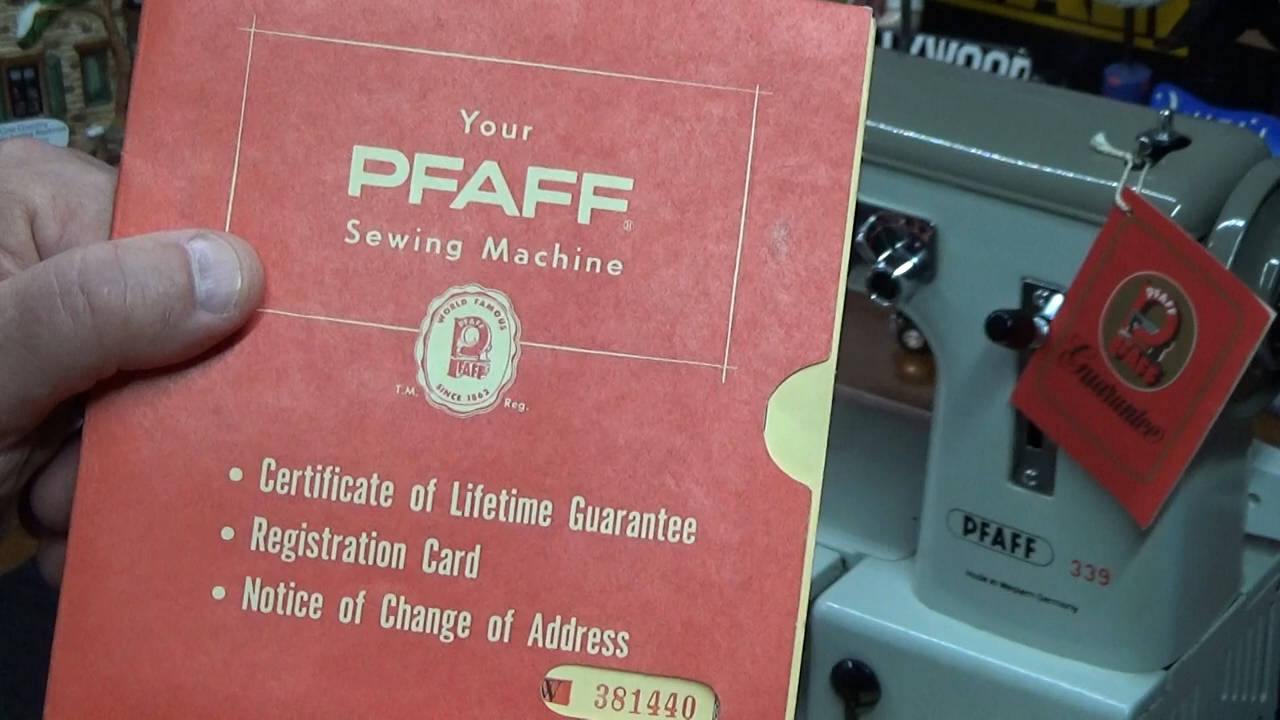 Your
PFAFF®
Sewing Machine
WORLD FAMOUS
PFAFF
SINCE 1862
T.M.
Reg.
• Certificate of Lifetime Guarantee
• Registration Card
• Notice of Change of Address
W 381440
PFAFF
Guarantee
PFAFF
339
Made in Western Germany